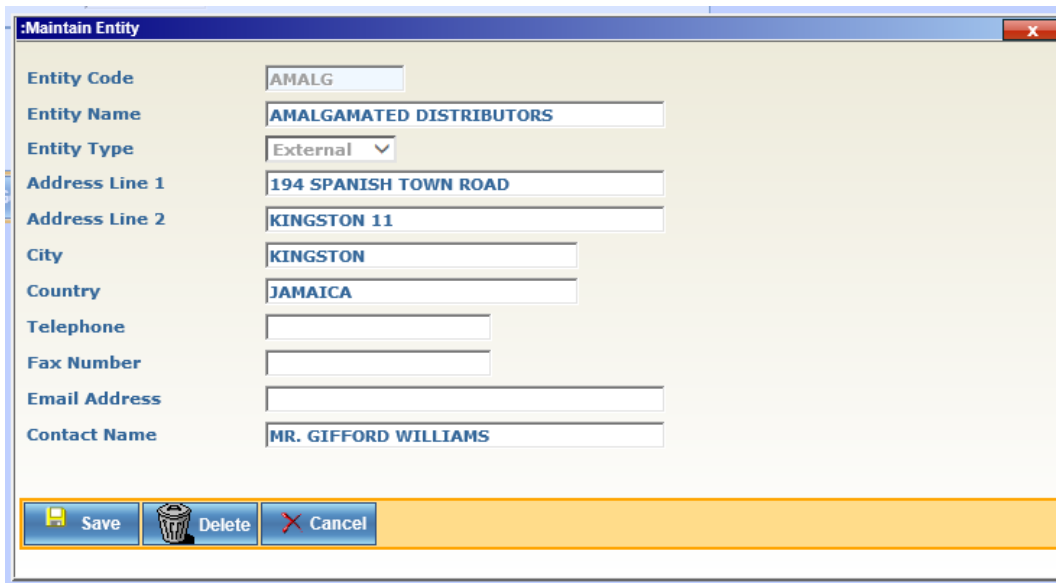 :Maintain Entity x
Entity Code AMALG
Entity Name AMALGAMATED DISTRIBUTORS
Entity Type External
Address Line 1 194 SPANISH TOWN ROAD
Address Line 2 KINGSTON 11
City KINGSTON
Country JAMAICA
Telephone
Fax Number
Email Address
Contact Name MR. GIFFORD WILLIAMS
Save Delete Cancel